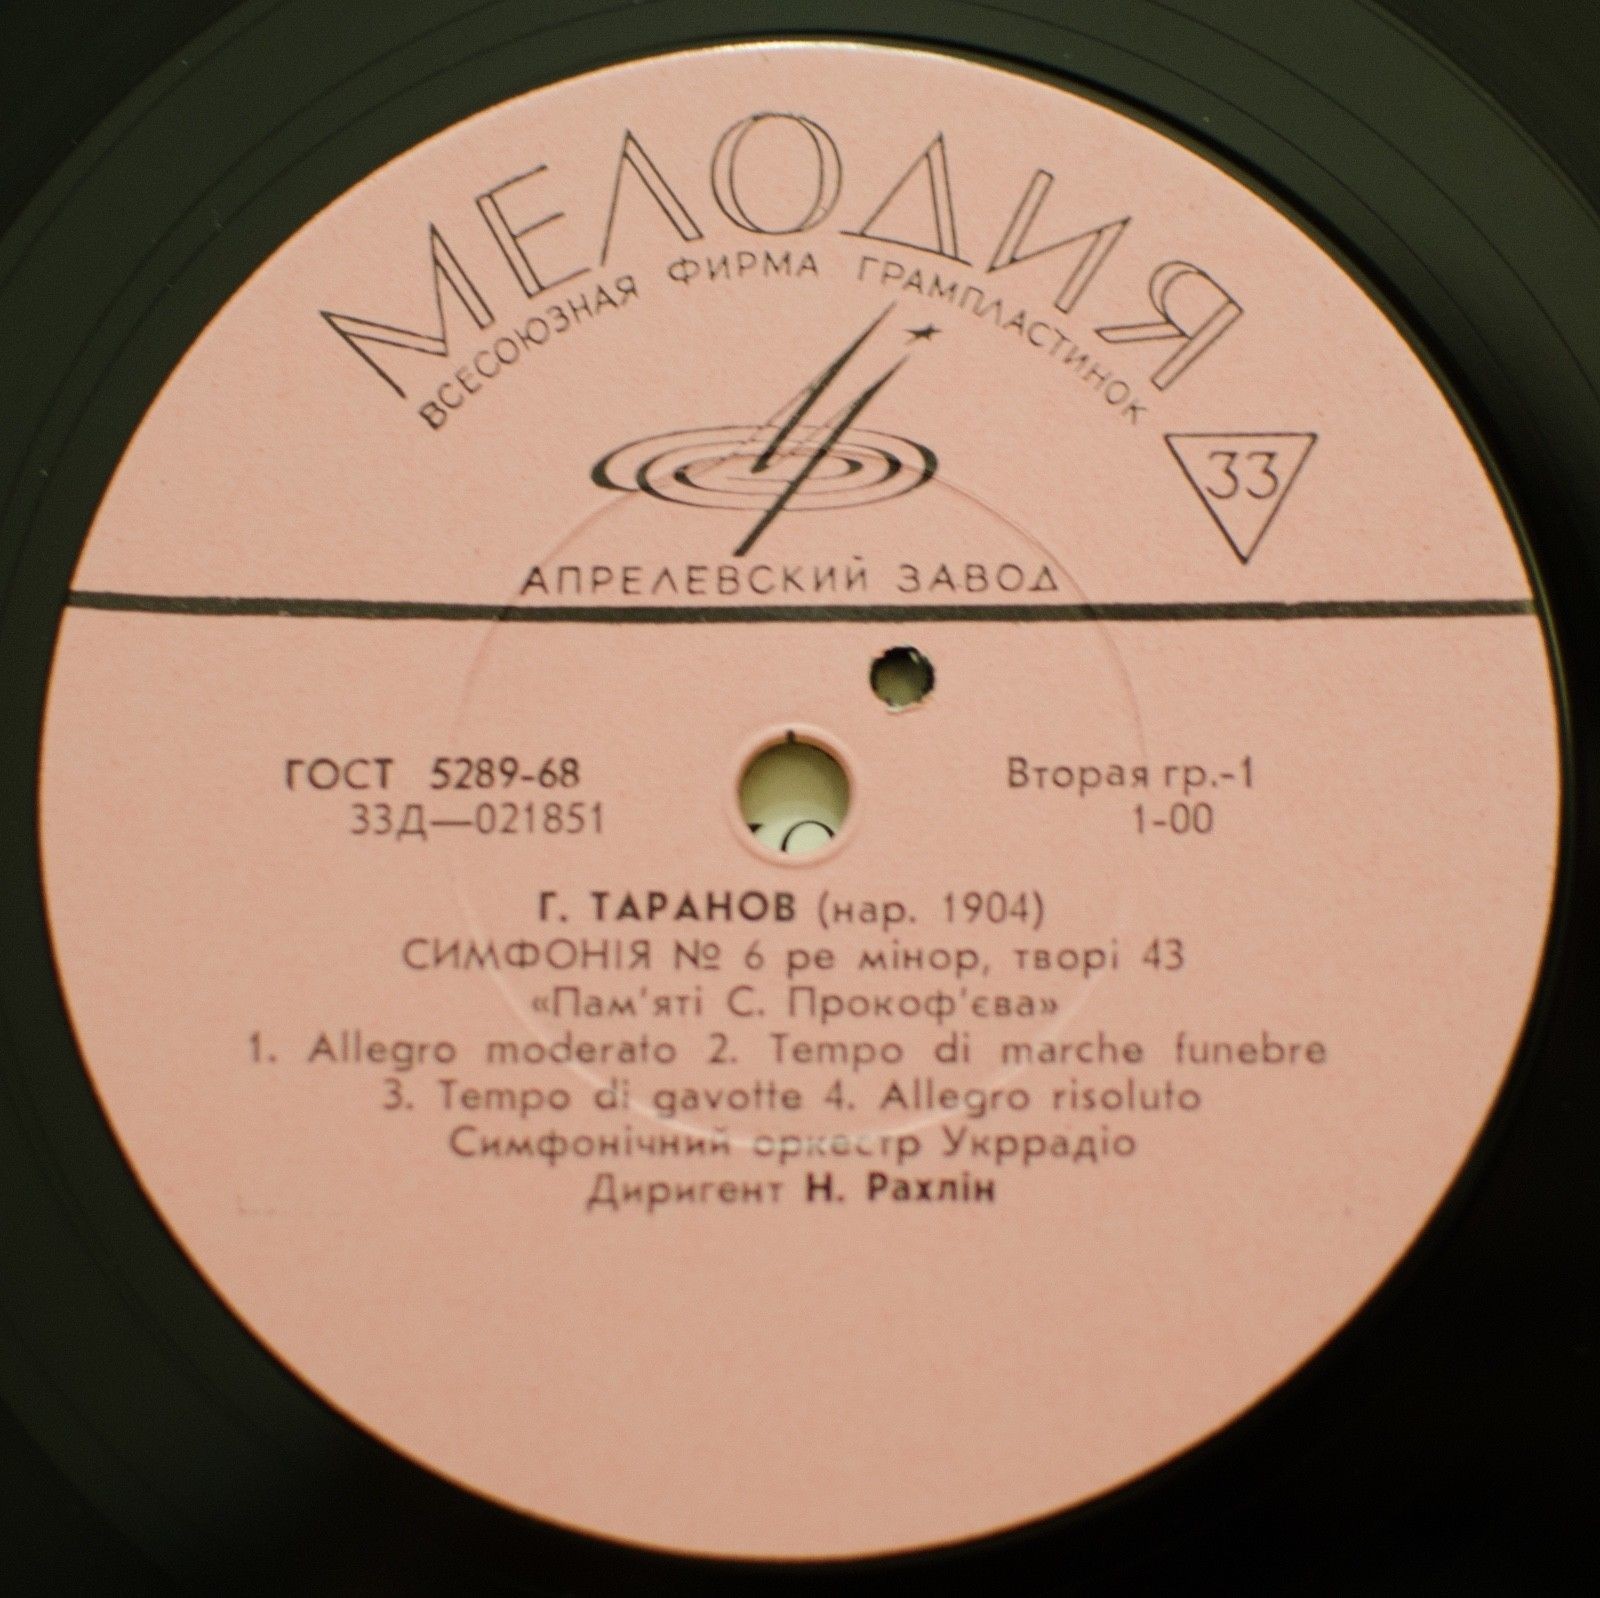 МЕЛОДИЯ
ВСЕСОЮЗНАЯ ФИРМА ГРАМПЛАСТИНОК
33
АПРЕЛЕВСКИЙ ЗАВОД
ГОСТ 5289-68 Вторая гр.-1
33Д—021851 1-00
Г. ТАРАНОВ (нар. 1904)
СИМФОНІЯ № 6 ре мінор, творі 43
«Пам'яті С. Прокоф'єва»
1. Allegro moderato 2. Tempo di marche funebre
3. Tempo di gavotte 4. Allegro risoluto
Симфонічний оркестр Укррадіо
Диригент Н. Рахлін